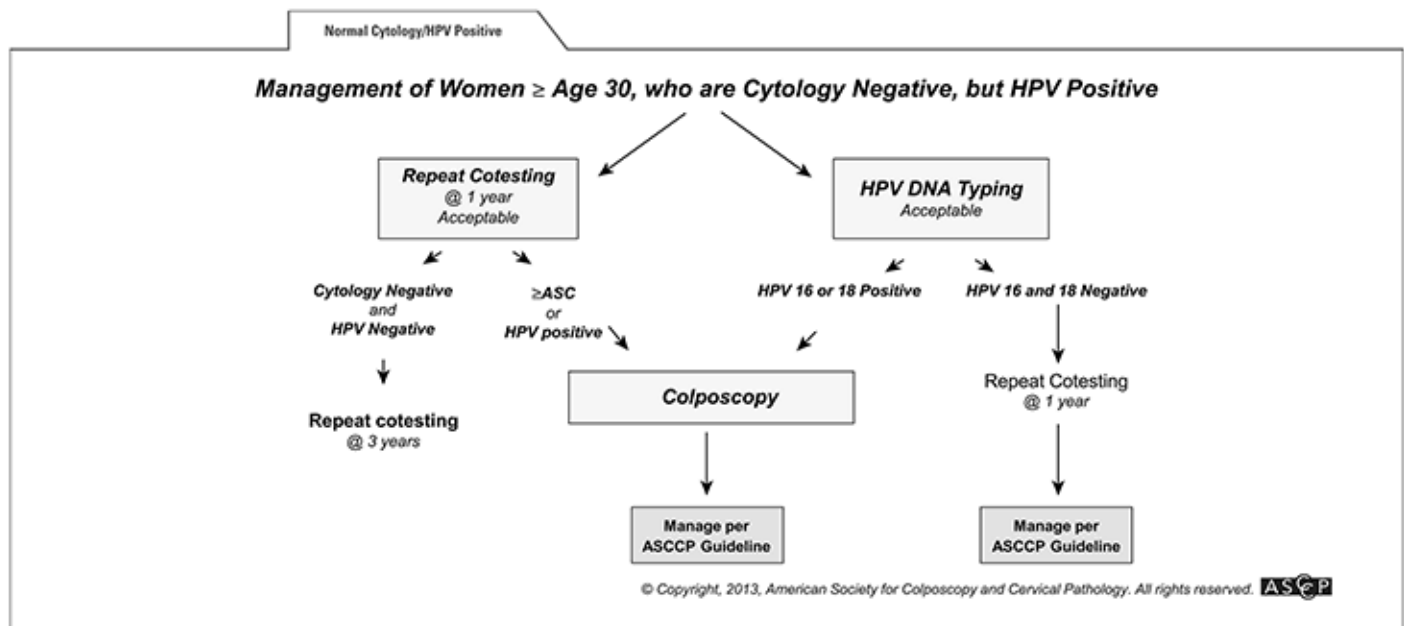 Normal Cytology/HPV Positive
Management of Women ≥ Age 30, who are Cytology Negative, but HPV Positive
Repeat Cotesting
@ 1 year
Acceptable
HPV DNA Typing
Acceptable
Cytology Negative
and
HPV Negative
≥ASC
or
HPV positive
HPV 16 or 18 Positive
HPV 16 and 18 Negative
Repeat cotesting
@ 3 years
Colposcopy
Repeat Cotesting
@ 1 year
Manage per
ASCCP Guideline
Manage per
ASCCP Guideline
© Copyright, 2013, American Society for Colposcopy and Cervical Pathology. All rights reserved.
ASCCP